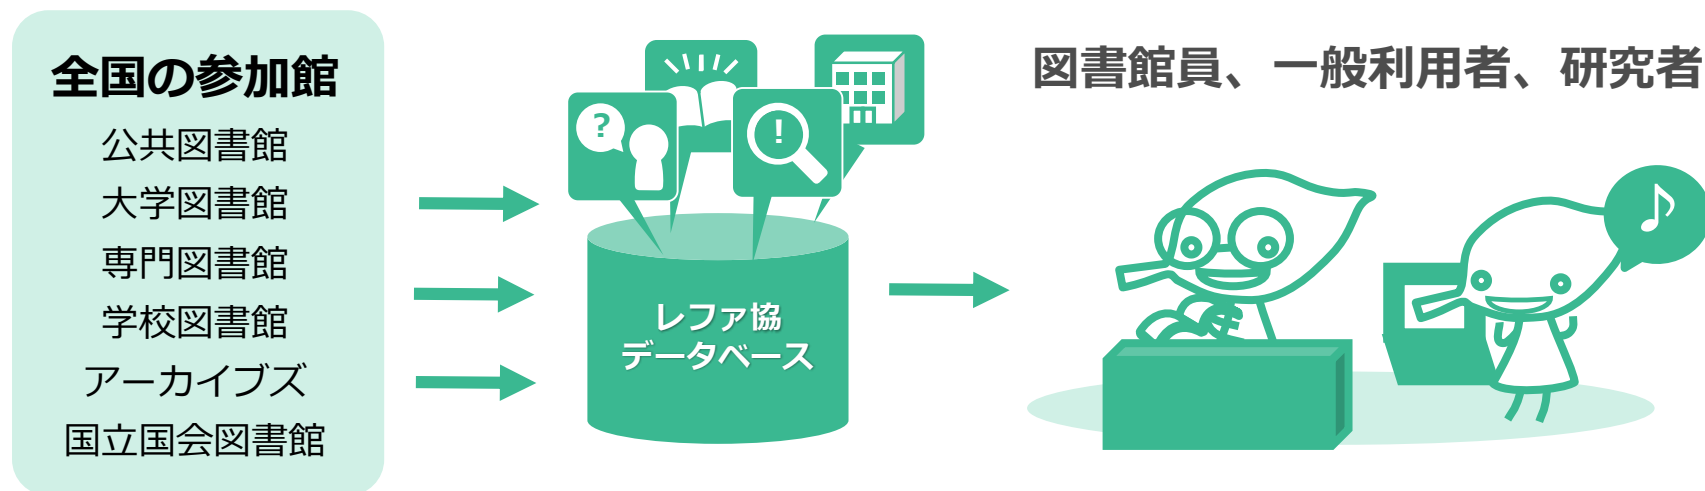 全国の参加館
公共図書館
大学図書館
専門図書館
学校図書館
アーカイブズ
国立国会図書館
?
!
レファ協
データベース
図書館員、一般利用者、研究者
♪